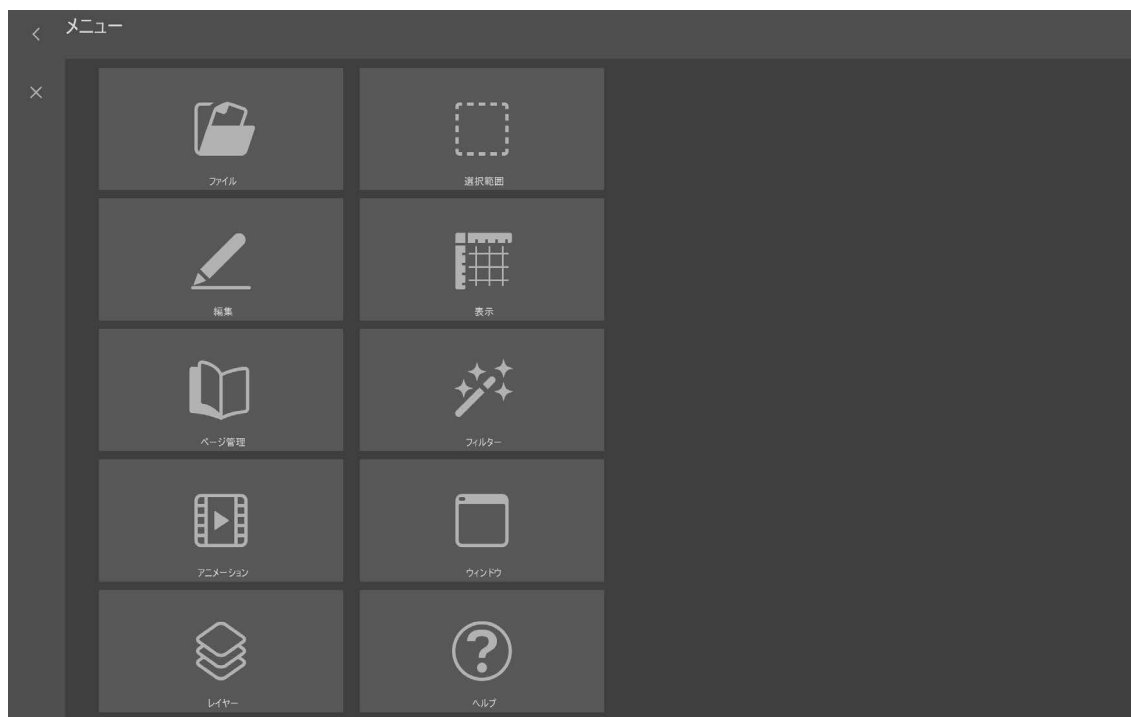 メニュー
ファイル
選択範囲
編集
表示
ページ管理
フィルター
アニメーション
ウィンドウ
レイヤー
ヘルプ